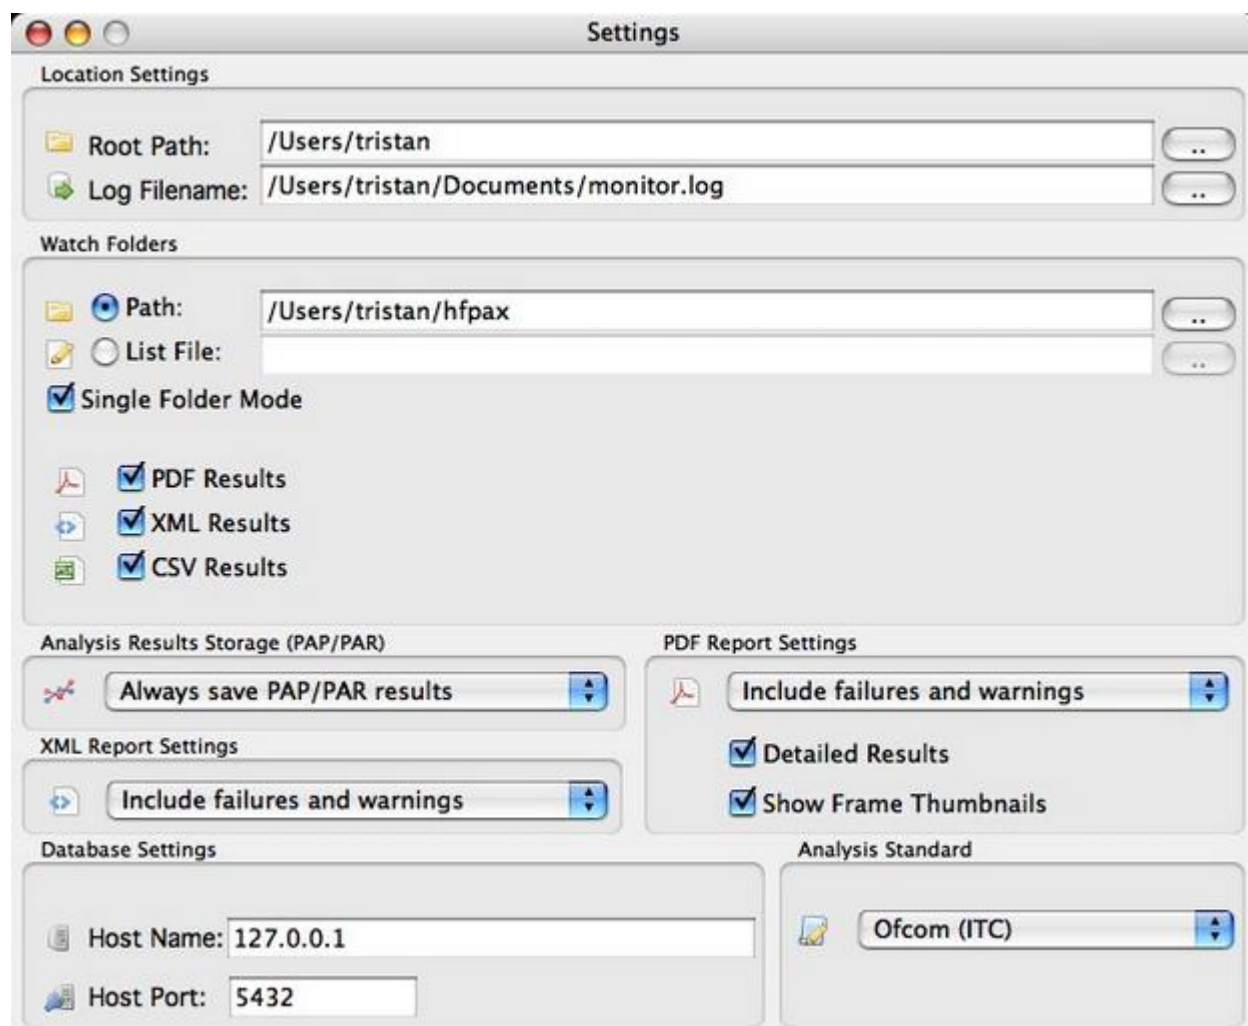 Settings
Location Settings
Root Path: /Users/tristan ..
Log Filename: /Users/tristan/Documents/monitor.log ..
Watch Folders
Path: /Users/tristan/hfpax ..
List File: ..
Single Folder Mode
PDF Results
XML Results
CSV Results
Analysis Results Storage (PAP/PAR)
Always save PAP/PAR results
PDF Report Settings
Include failures and warnings
Detailed Results
Show Frame Thumbnails
XML Report Settings
Include failures and warnings
Database Settings
Host Name: 127.0.0.1
Host Port: 5432
Analysis Standard
Ofcom (ITC)